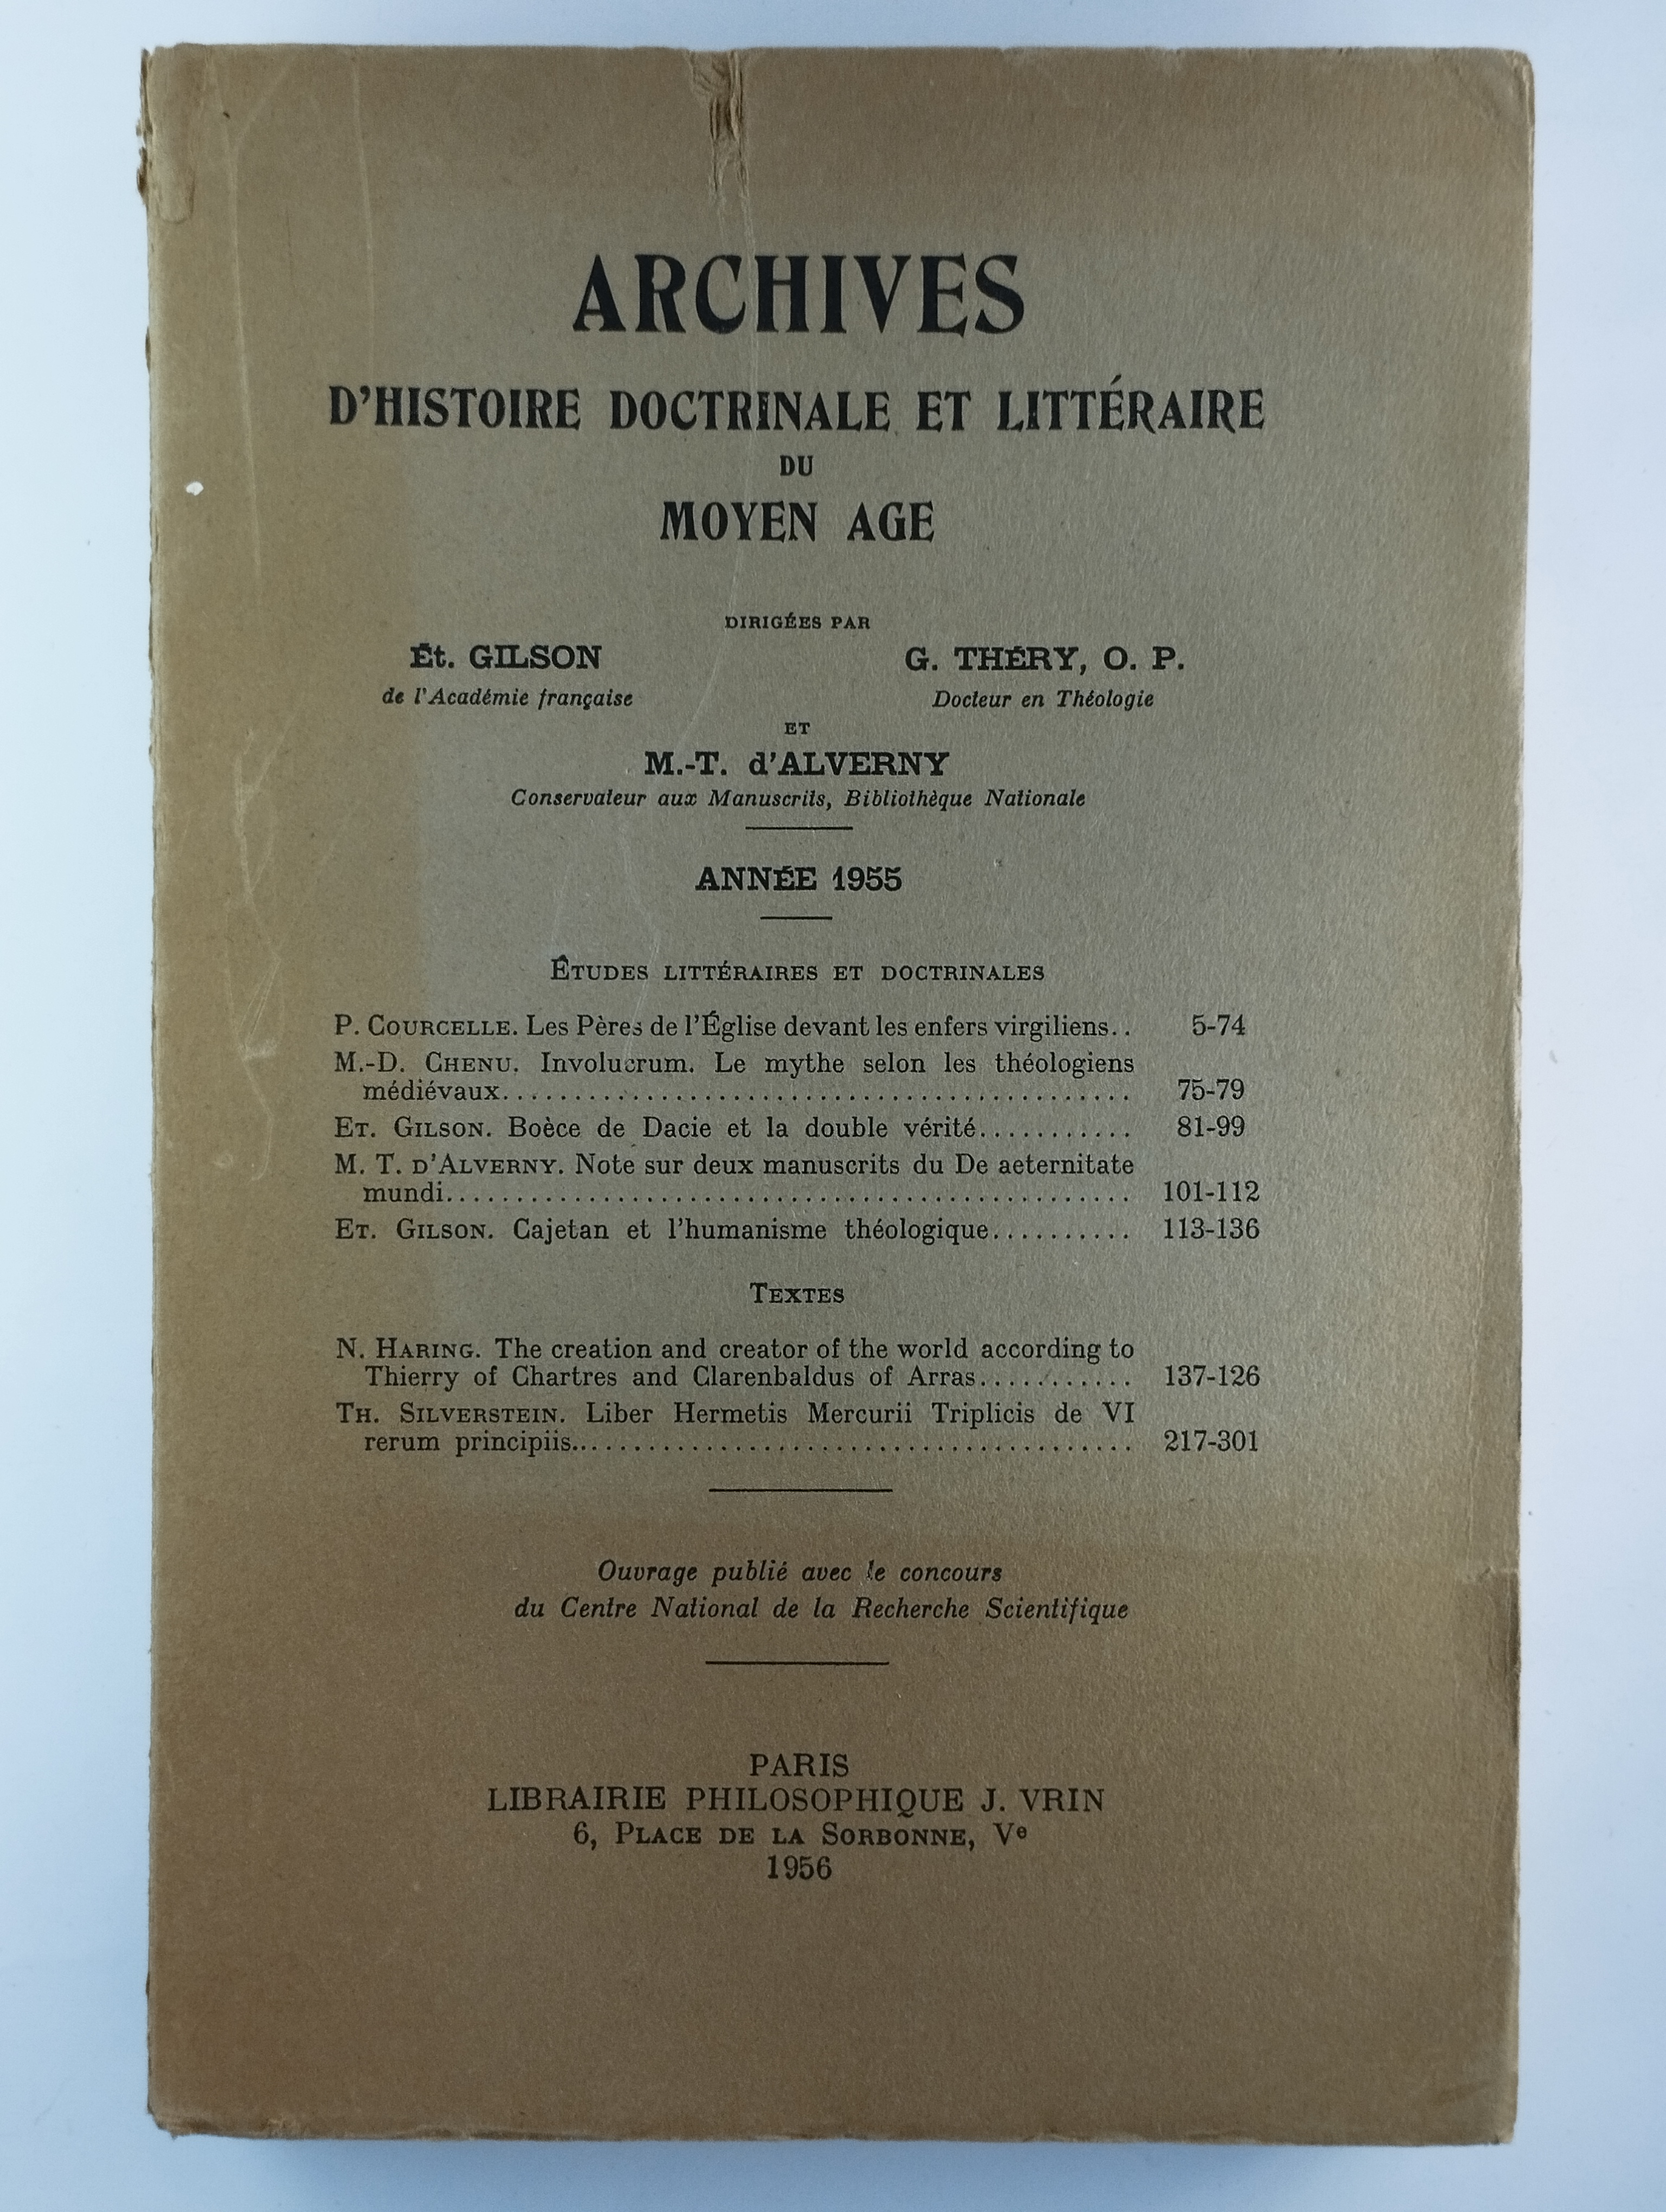 ARCHIVES
D'HISTOIRE DOCTRINALE ET LITTÉRAIRE
DU
MOYEN AGE
DIRIGÉES PAR
Ét. GILSON G. THÉRY, O. P.
de l'Académie française Docteur en Théologie
ET
M.-T. d'ALVERNY
Conservateur aux Manuscrits, Bibliothèque Nationale
ANNÉE 1955
ÉTUDES LITTÉRAIRES ET DOCTRINALES
P. COURCELLE. Les Pères de l'Église devant les enfers virgiliens.. 5-74
M.-D. CHENU. Involucrum. Le mythe selon les théologiens
médiévaux............................................ 75-79
ET. GILSON. Boèce de Dacie et la double vérité........... 81-99
M. T. D'ALVERNY. Note sur deux manuscrits du De aeternitate
mundi................................................ 101-112
ET. GILSON. Cajetan et l'humanisme théologique.......... 113-136
TEXTES
N. HARING. The creation and creator of the world according to
Thierry of Chartres and Clarenbaldus of Arras........... 137-126
TH. SILVERSTEIN. Liber Hermetis Mercurii Triplicis de VI
rerum principiis........................................ 217-301
Ouvrage publié avec le concours
du Centre National de la Recherche Scientifique
PARIS
LIBRAIRIE PHILOSOPHIQUE J. VRIN
6, PLACE DE LA SORBONNE, Ve
1956